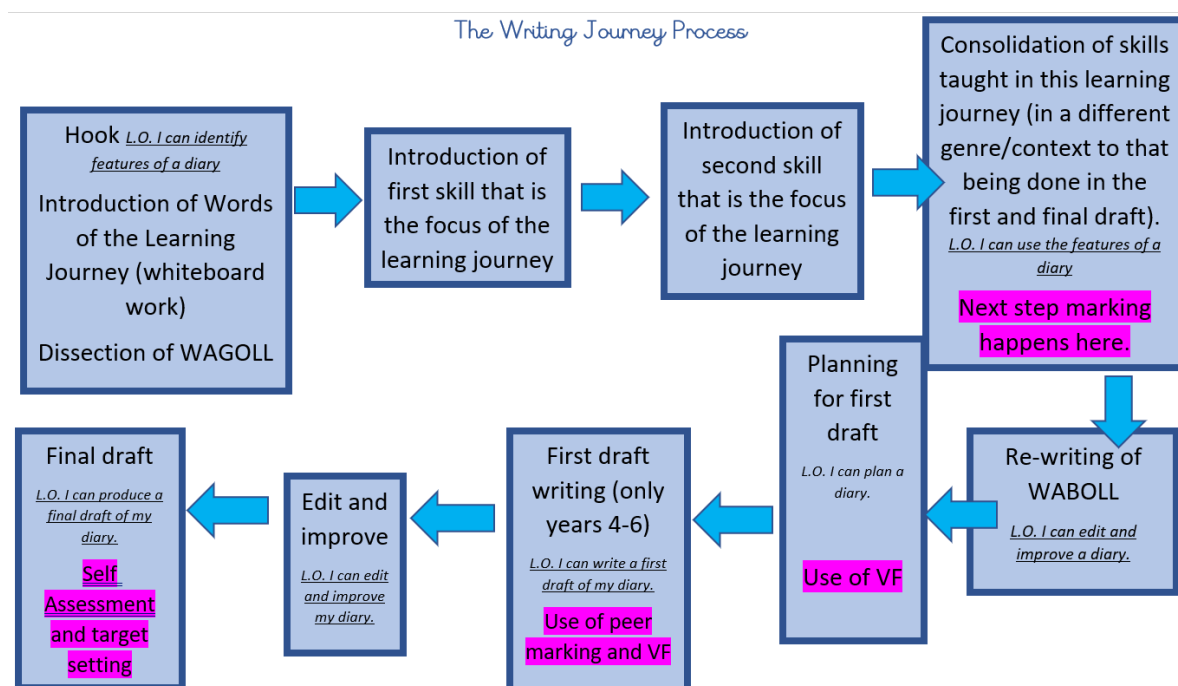 The Writing Journey Process
Hook L.O. I can identify
features of a diary
Introduction of Words
of the Learning
Journey (whiteboard
work)
Dissection of WAGOLL
Introduction of
first skill that is
the focus of the
learning journey
Introduction of
second skill
that is the focus
of the learning
journey
Consolidation of skills
taught in this learning
journey (in a different
genre/context to that
being done in the
first and final draft).
L.O. I can use the features of a
diary
Next step marking
happens here.
Re-writing of
WABOLL
L.O. I can edit and
improve a diary.
Planning
for first
draft
L.O. I can plan a
diary.
Use of VF
First draft
writing (only
years 4-6)
L.O. I can write a first
draft of my diary.
Use of peer
marking and VF
Edit and
improve
L.O. I can edit
and improve
my diary.
Final draft
L.O. I can produce a
final draft of my
diary.
Self
Assessment
and target
setting